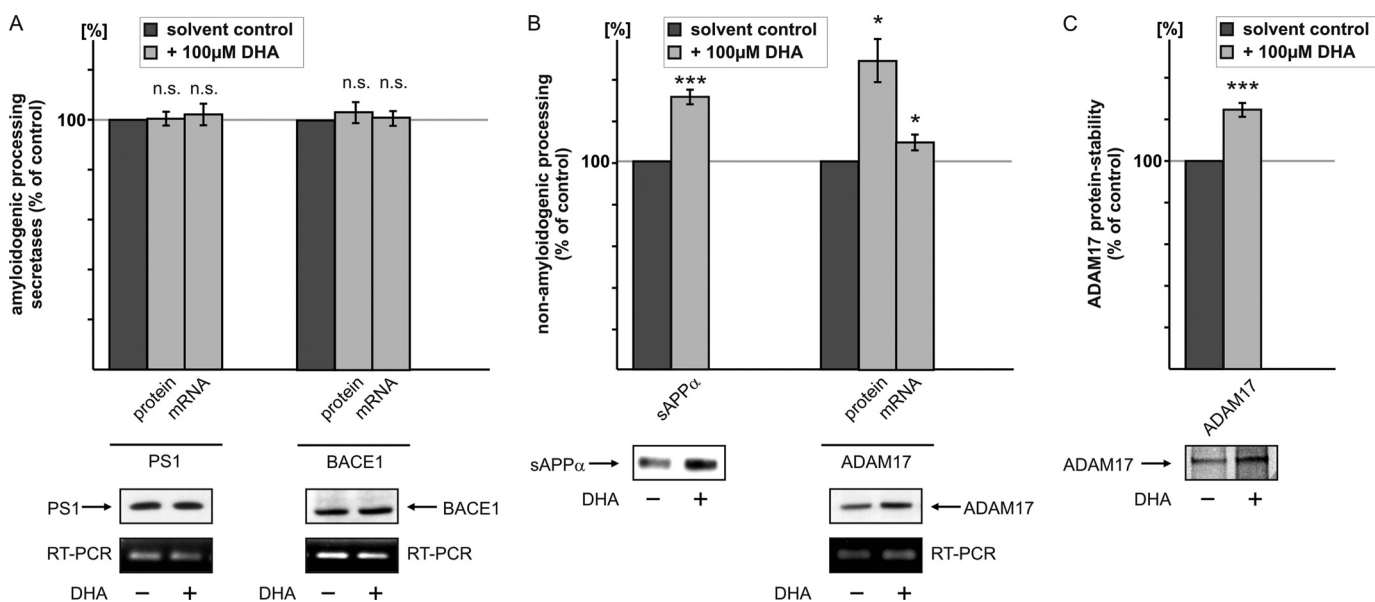 A
[%]
solvent control
+ 100µM DHA
amyloidogenic processing
secretases (% of control)
100
n.s.
n.s.
n.s.
n.s.
protein
mRNA
protein
mRNA
PS1
BACE1
PS1
BACE1
RT-PCR
DHA
−
+
DHA
−
+
B
[%]
solvent control
+ 100µM DHA
non-amyloidogenic processing
(% of control)
100
***
*
*
sAPPα
protein
mRNA
ADAM17
sAPPα
DHA
−
+
ADAM17
RT-PCR
DHA
−
+
C
[%]
solvent control
+ 100µM DHA
ADAM17 protein-stability
(% of control)
100
***
ADAM17
ADAM17
DHA
−
+